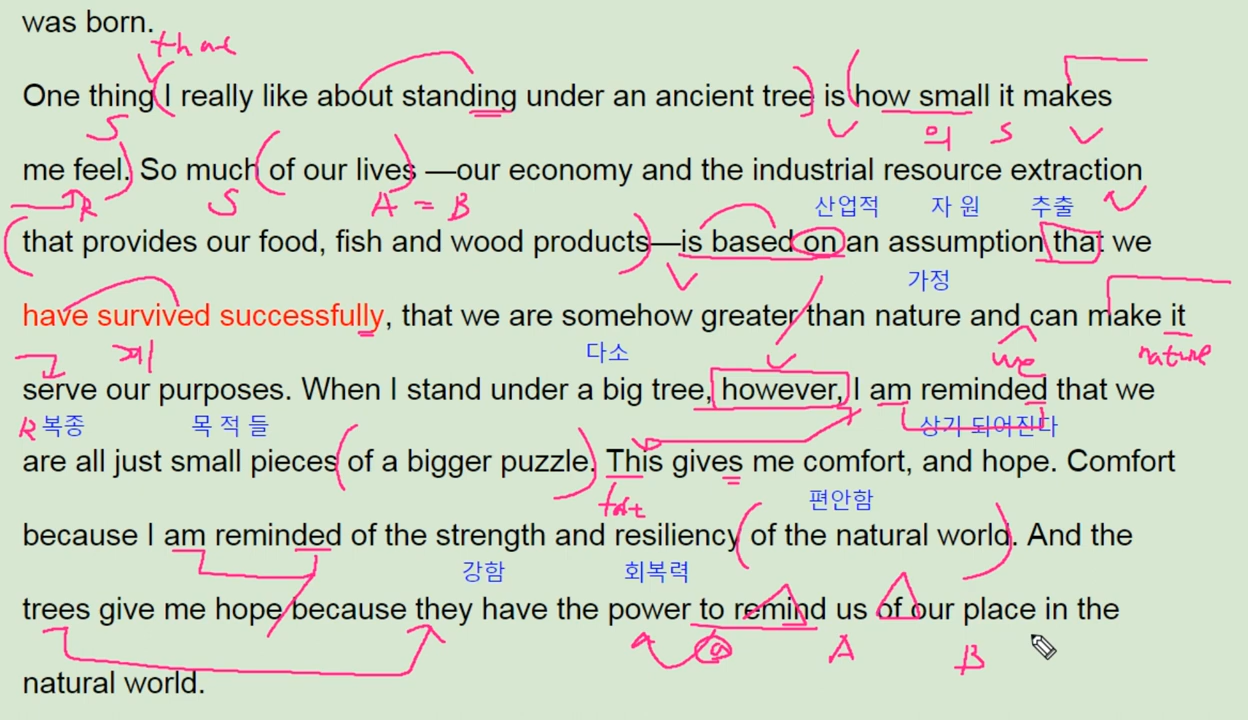 was born.
that
One thing I really like about standing under an ancient tree is how small it makes
S V 의 S V
me feel. So much of our lives —our economy and the industrial resource extraction
R S A = B 산업적 자 원 추출
that provides our food, fish and wood products—is based on an assumption that we
V 가정
have survived successfully, that we are somehow greater than nature and can make it
다소 we nature
serve our purposes. When I stand under a big tree, however, I am reminded that we
R 복종 목 적 들 상기 되어진다
are all just small pieces of a bigger puzzle. This gives me comfort, and hope. Comfort
편안함
because I am reminded of the strength and resiliency of the natural world. And the
강함 회복력
trees give me hope because they have the power to remind us of our place in the
A B
natural world.